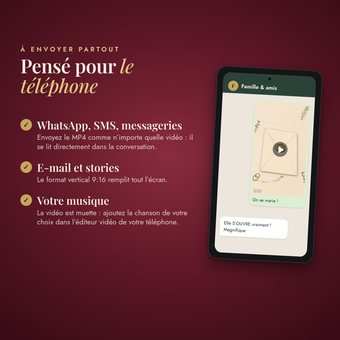 À ENVOYER PARTOUT
Pensé pour le
téléphone
WhatsApp, SMS, messageries
Envoyez le MP4 comme n'importe quelle vidéo : il
se lit directement dans la conversation.
E-mail et stories
Le format vertical 9:16 remplit tout l'écran.
Votre musique
La vidéo est muette : ajoutez la chanson de votre
choix dans l'éditeur vidéo de votre téléphone.
F
Famille & amis
On se marie !
Elle S'OUVRE vraiment !
Magnifique